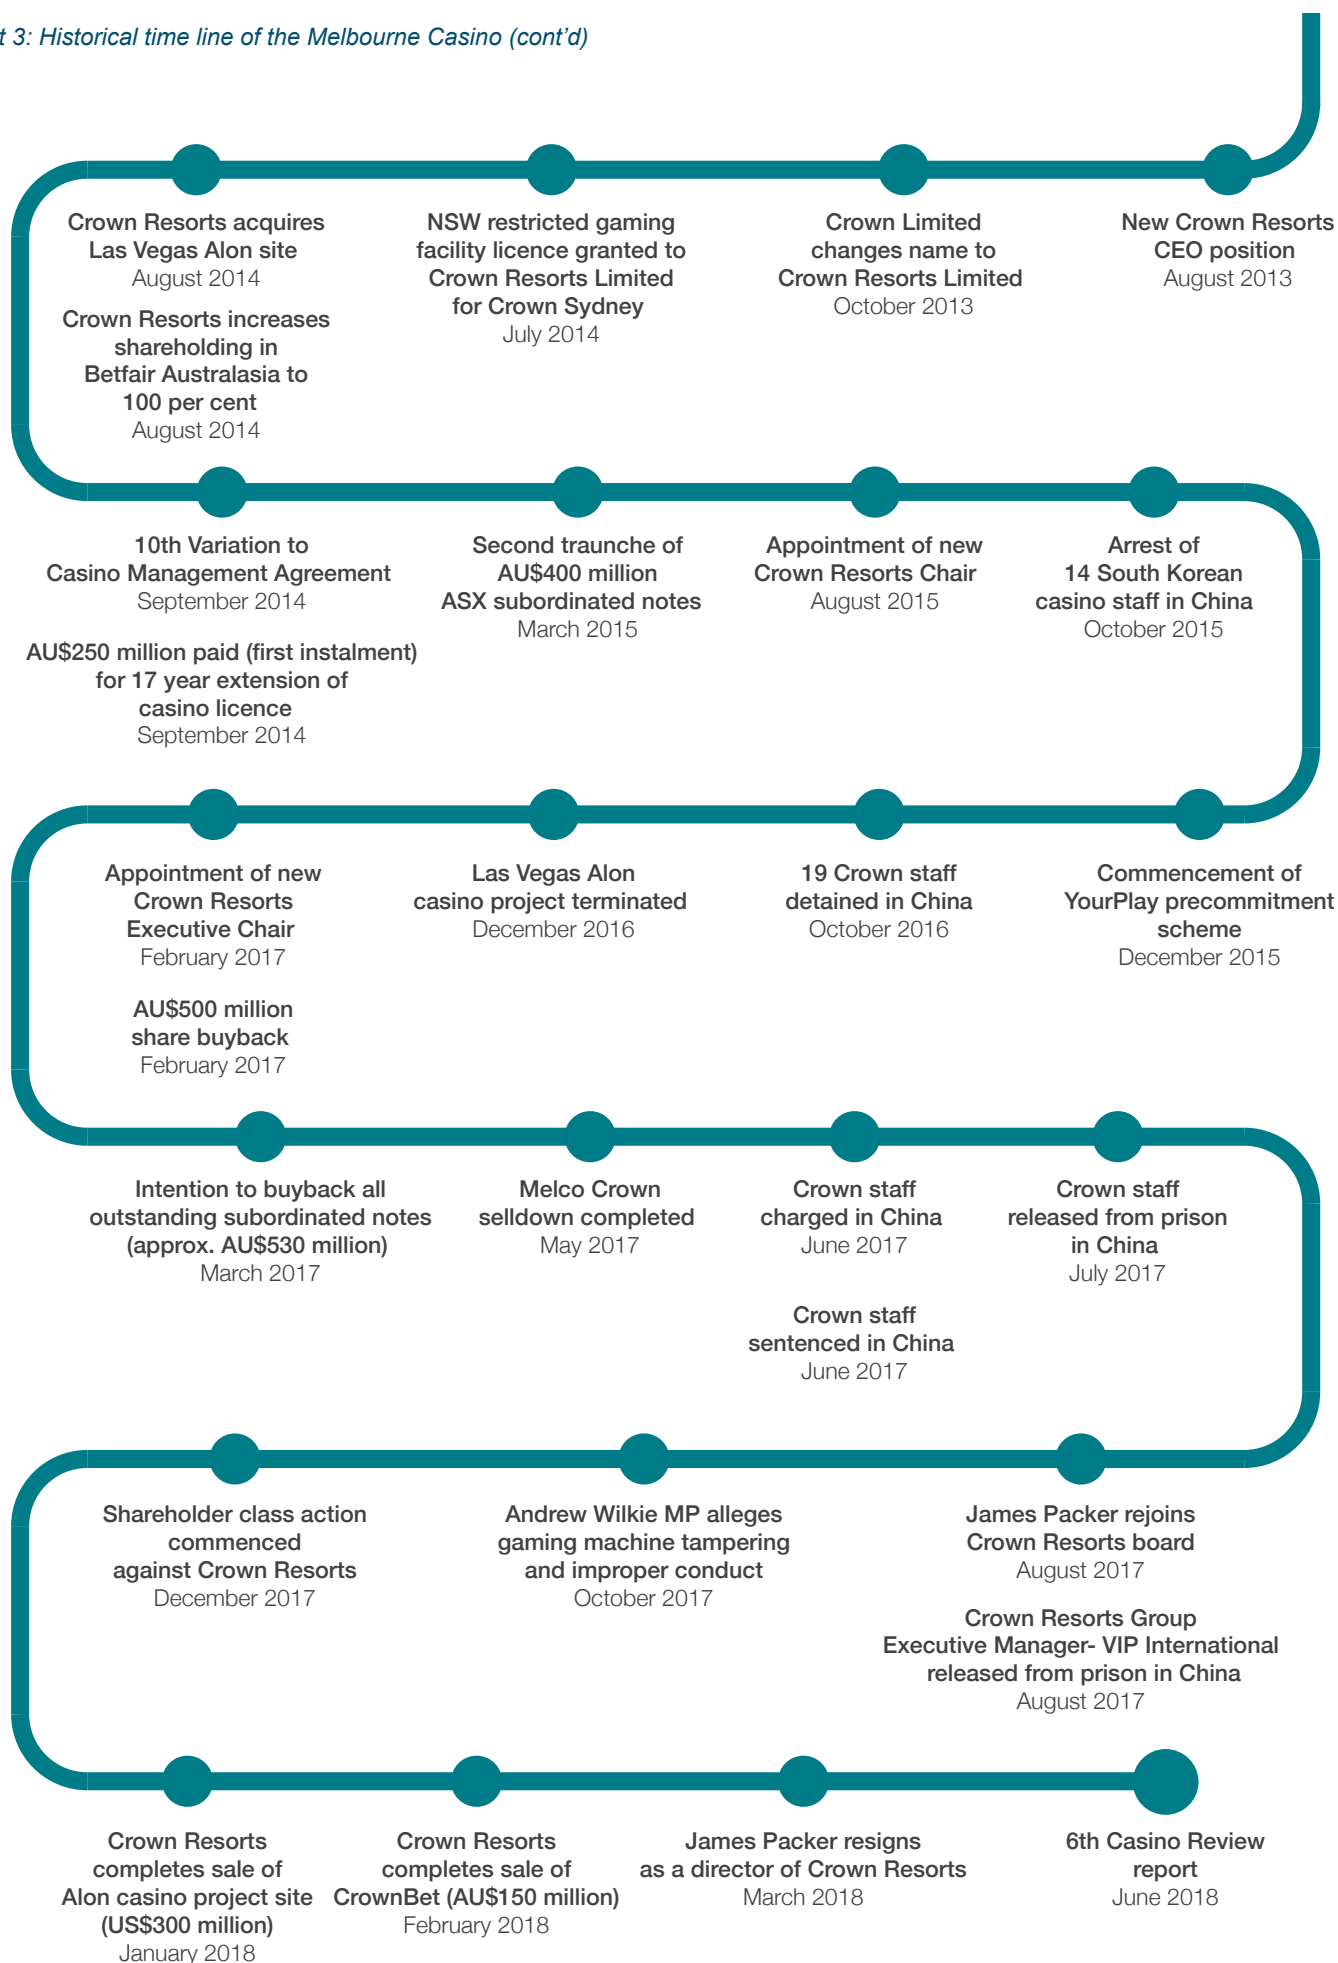 t 3: Historical time line of the Melbourne Casino (cont’d)
Crown Resorts acquires
Las Vegas Alon site
August 2014
Crown Resorts increases
shareholding in
Betfair Australasia to
100 per cent
August 2014
NSW restricted gaming
facility licence granted to
Crown Resorts Limited
for Crown Sydney
July 2014
Crown Limited
changes name to
Crown Resorts Limited
October 2013
New Crown Resorts
CEO position
August 2013
10th Variation to
Casino Management Agreement
September 2014
AU$250 million paid (first instalment)
for 17 year extension of
casino licence
September 2014
Second traunche of
AU$400 million
ASX subordinated notes
March 2015
Appointment of new
Crown Resorts Chair
August 2015
Arrest of
14 South Korean
casino staff in China
October 2015
Appointment of new
Crown Resorts
Executive Chair
February 2017
AU$500 million
share buyback
February 2017
Las Vegas Alon
casino project terminated
December 2016
19 Crown staff
detained in China
October 2016
Commencement of
YourPlay precommitment
scheme
December 2015
Intention to buyback all
outstanding subordinated notes
(approx. AU$530 million)
March 2017
Melco Crown
selldown completed
May 2017
Crown staff
charged in China
June 2017
Crown staff
sentenced in China
June 2017
Crown staff
released from prison
in China
July 2017
Shareholder class action
commenced
against Crown Resorts
December 2017
Andrew Wilkie MP alleges
gaming machine tampering
and improper conduct
October 2017
James Packer rejoins
Crown Resorts board
August 2017
Crown Resorts Group
Executive Manager- VIP International
released from prison in China
August 2017
Crown Resorts
completes sale of
Alon casino project site
(US$300 million)
January 2018
Crown Resorts
completes sale of
CrownBet (AU$150 million)
February 2018
James Packer resigns
as a director of Crown Resorts
March 2018
6th Casino Review
report
June 2018